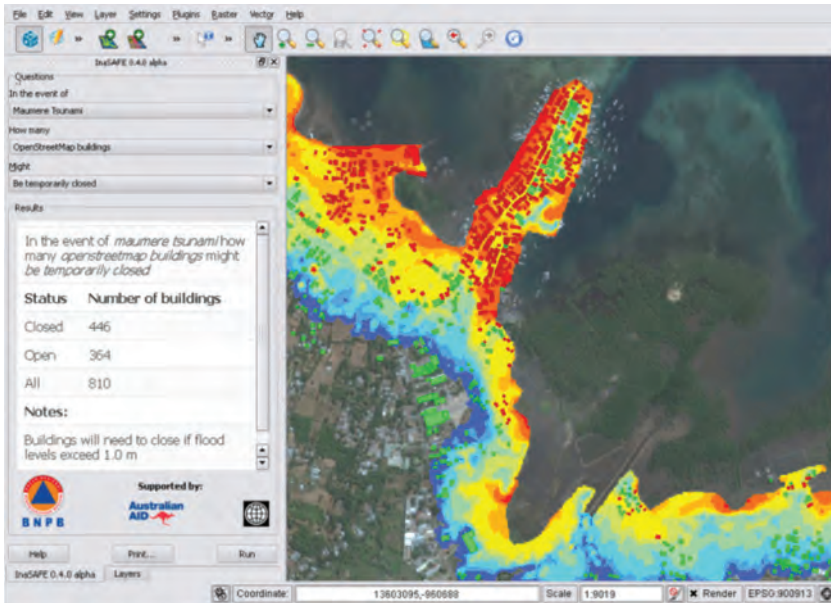 File Edit View Layer Settings Plugins Raster Vector Help
InaSAFE 0.4.0 alpha
Questions
In the event of
Maumere Tsunami
How many
OpenStreetMap buildings
Might
Be temporarily closed
Results
In the event of maumere tsunami how
many openstreetmap buildings might
be temporarily closed
Status Number of buildings
Closed 446
Open 364
All 810
Notes:
Buildings will need to close if flood
levels exceed 1.0 m
BNPB
Supported by:
Australian
AID
Help Print... Run
InaSAFE 0.4.0 alpha Layers
Coordinate: 13603095,-960688 Scale 1:9019 Render EPSG:900913